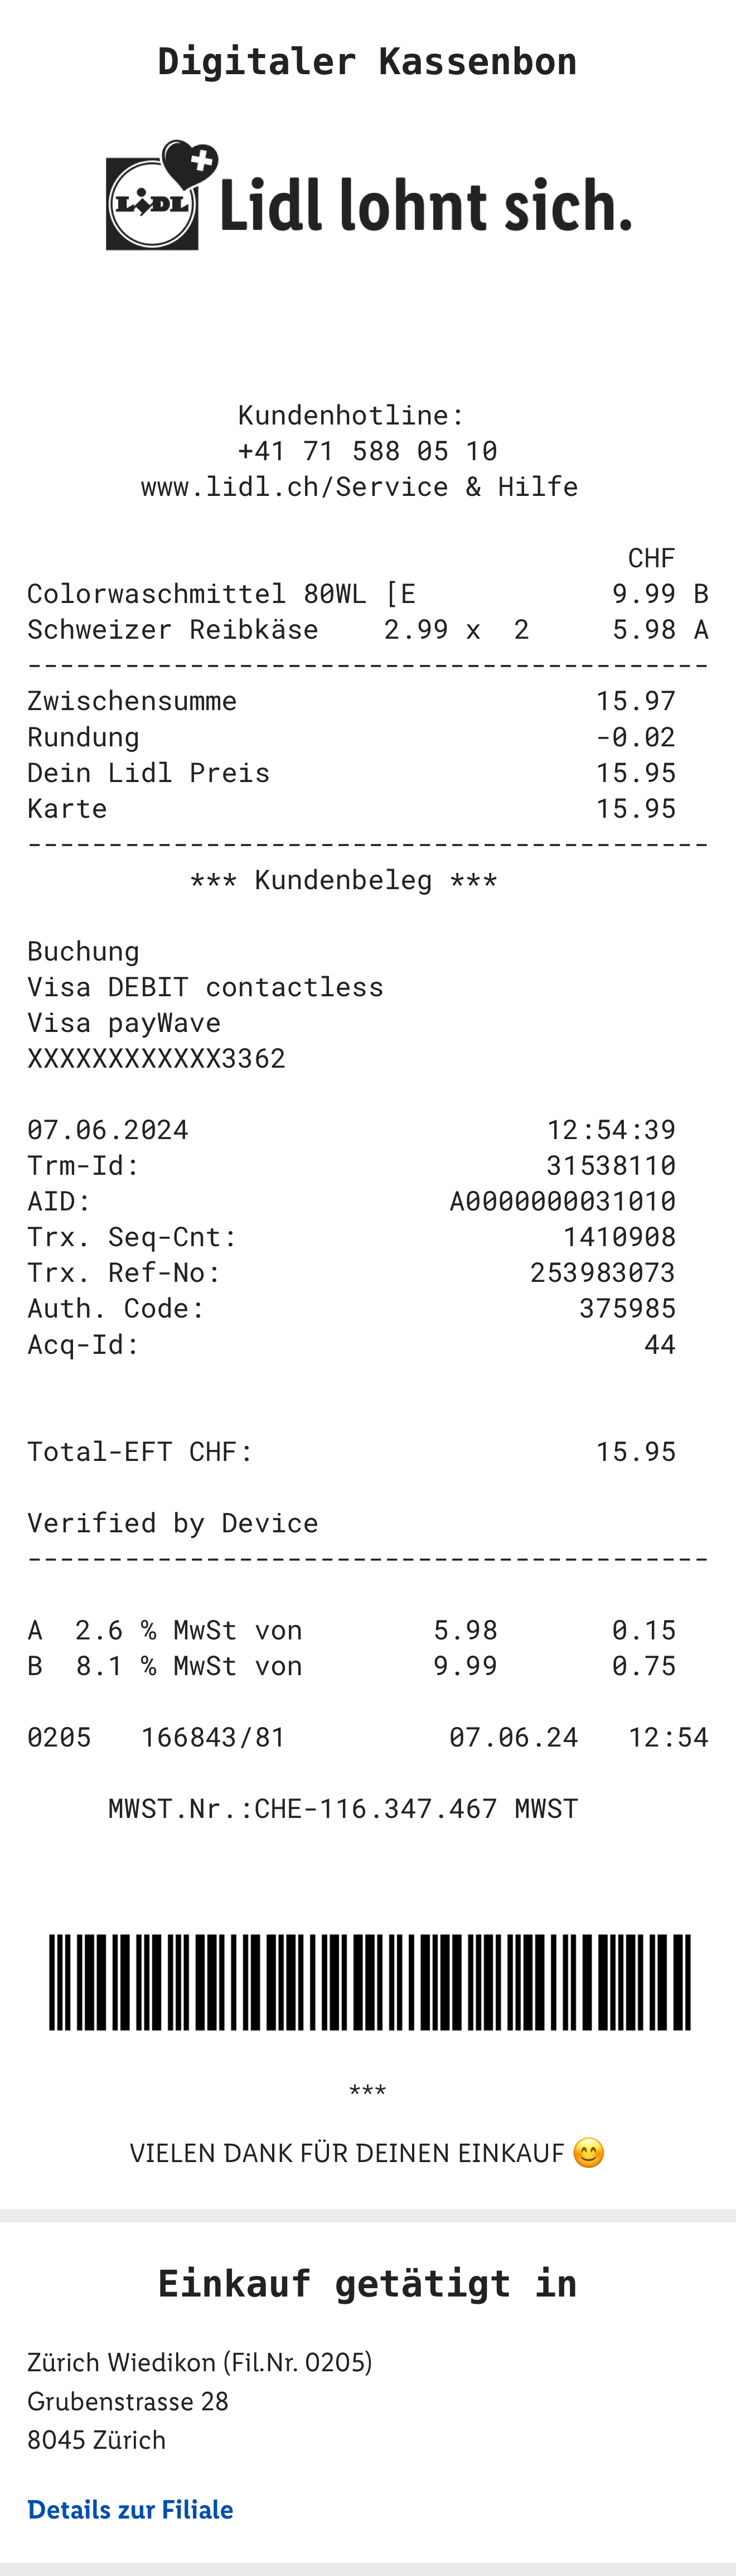 Digitaler Kassenbon
LIDL
Lidl lohnt sich.
Kundenhotline:
+41 71 588 05 10
www.lidl.ch/Service & Hilfe
CHF
Colorwaschmittel 80WL [E 9.99 B
Schweizer Reibkäse 2.99 x 2 5.98 A
------------------------------------------
Zwischensumme 15.97
Rundung -0.02
Dein Lidl Preis 15.95
Karte 15.95
------------------------------------------
*** Kundenbeleg ***
Buchung
Visa DEBIT contactless
Visa payWave
XXXXXXXXXXXX3362
07.06.2024 12:54:39
Trm-Id: 31538110
AID: A0000000031010
Trx. Seq-Cnt: 1410908
Trx. Ref-No: 253983073
Auth. Code: 375985
Acq-Id: 44
Total-EFT CHF: 15.95
Verified by Device
------------------------------------------
A 2.6 % MwSt von 5.98 0.15
B 8.1 % MwSt von 9.99 0.75
0205 166843/81 07.06.24 12:54
MWST.Nr.:CHE-116.347.467 MWST
***
VIELEN DANK FÜR DEINEN EINKAUF 😊
Einkauf getätigt in
Zürich Wiedikon (Fil.Nr. 0205)
Grubenstrasse 28
8045 Zürich
Details zur Filiale